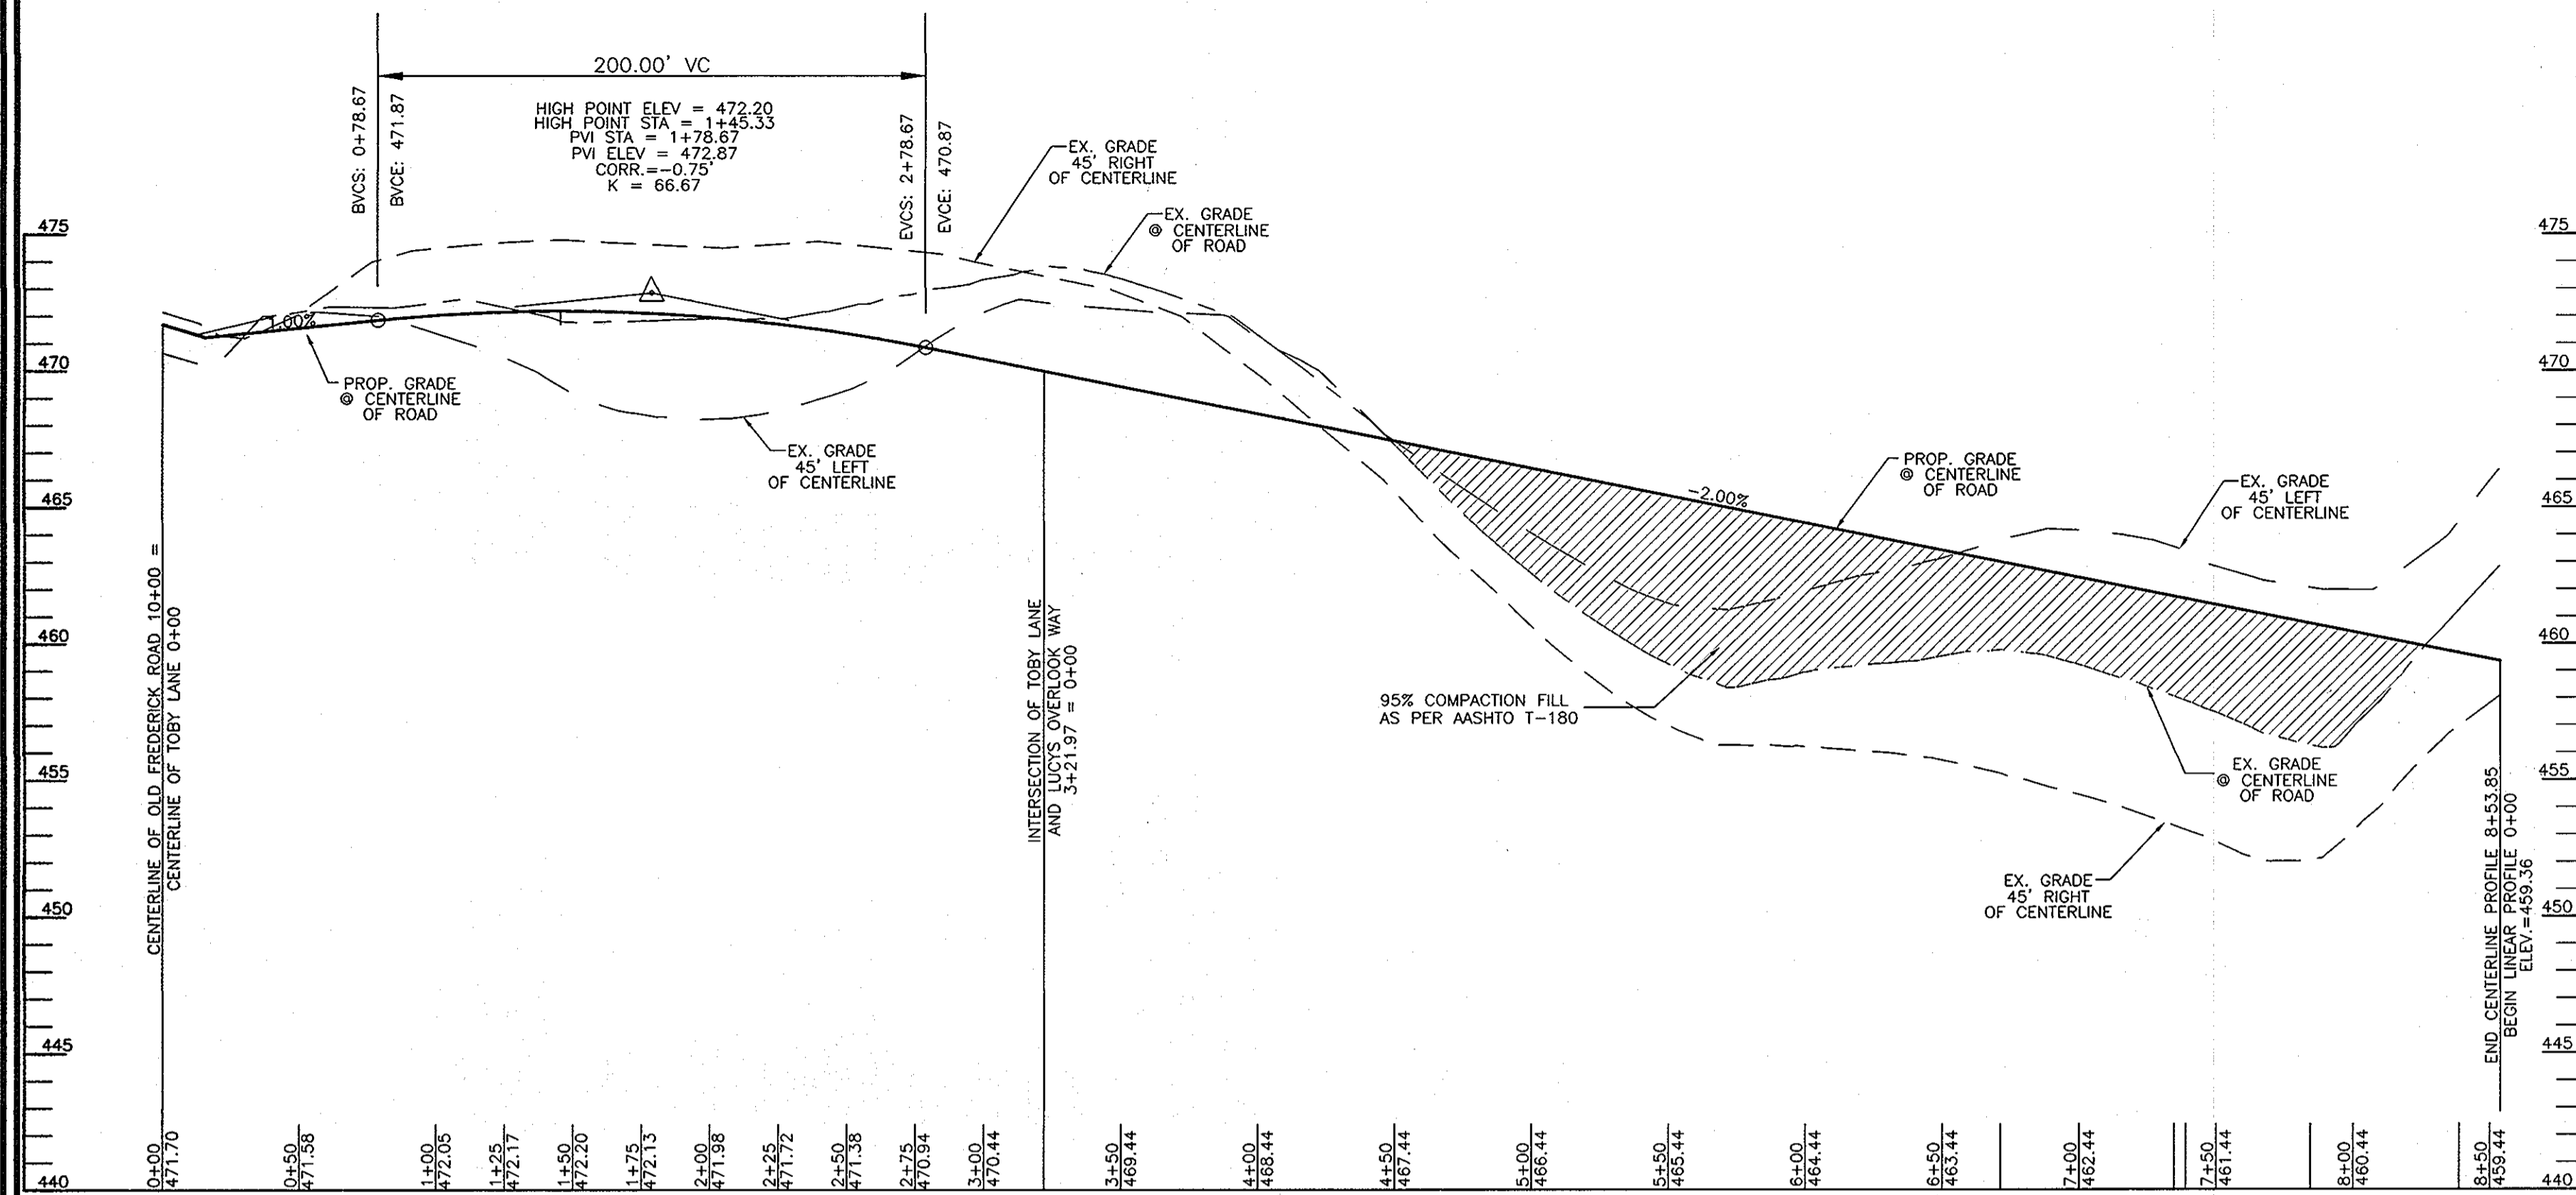 200.00' VC
BVCS: 0+78.67
BVCE: 471.87
HIGH POINT ELEV = 472.20
HIGH POINT STA = 1+45.33
PVI STA = 1+78.67
PVI ELEV = 472.87
CORR.=-0.75'
K = 66.67
EVCS: 2+78.67
EVCE: 470.87
EX. GRADE
45' RIGHT
OF CENTERLINE
EX. GRADE
@ CENTERLINE
OF ROAD
475
470
465
460
455
450
445
440
1.00%
PROP. GRADE
@ CENTERLINE
OF ROAD
EX. GRADE
45' LEFT
OF CENTERLINE
CENTERLINE OF OLD FREDERICK ROAD 10+00 =
CENTERLINE OF TOBY LANE 0+00
INTERSECTION OF TOBY LANE
AND LUCYS OVERLOOK WAY
3+21.97 = 0+00
-2.00%
PROP. GRADE
@ CENTERLINE
OF ROAD
EX. GRADE
45' LEFT
OF CENTERLINE
95% COMPACTION FILL
AS PER AASHTO T-180
EX. GRADE
@ CENTERLINE
OF ROAD
EX. GRADE
45' RIGHT
OF CENTERLINE
END CENTERLINE PROFILE 8+53.85
BEGIN LINEAR PROFILE 0+00
ELEV.=459.36
475
470
465
460
455
450
445
440
0+00
471.70
0+50
471.58
1+00
472.05
1+25
472.17
1+50
472.20
1+75
472.13
2+00
471.98
2+25
471.72
2+50
471.38
2+75
470.94
3+00
470.44
3+50
469.44
4+00
468.44
4+50
467.44
5+00
466.44
5+50
465.44
6+00
464.44
6+50
463.44
7+00
462.44
7+50
461.44
8+00
460.44
8+50
459.44